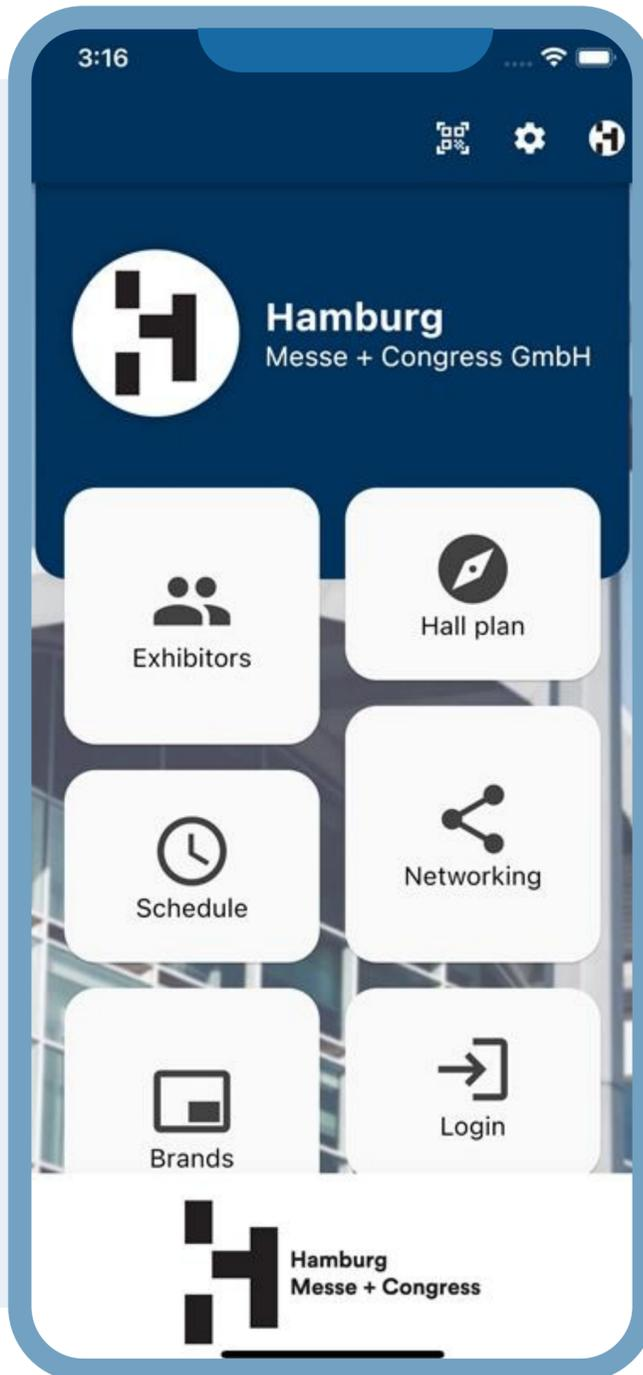 3:16
Hamburg
Messe + Congress GmbH
Exhibitors
Hall plan
Schedule
Networking
Brands
Login
Hamburg
Messe + Congress